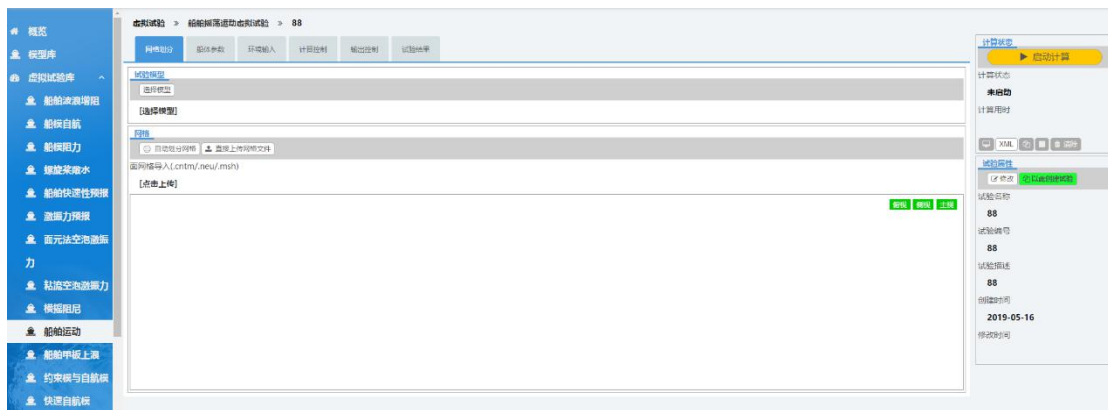 概览
模型库
虚拟试验库
船舶波浪增阻
船模自航
船模阻力
螺旋桨敞水
船舶快速性预报
激振力预报
面元法空泡激振
力
粘流空泡激振力
横摇阻尼
船舶运动
船舶甲板上浪
约束模与自航模
快速自航模
虚拟试验 » 船舶摇荡运动虚拟试验 » 88
网格划分 船体参数 环境输入 计算控制 输出控制 试验结果
试验模型
选择模型
[选择模型]
网格
自动划分网格 直接上传网格文件
面网格导入(.cntm/.neu/.msh)
[点击上传]
俯视 侧视 主视
计算状态
启动计算
计算状态
未启动
计算用时
XML 清除
试验属性
修改 以此创建试验
试验名称
88
试验编号
88
试验描述
88
创建时间
2019-05-16
修改时间